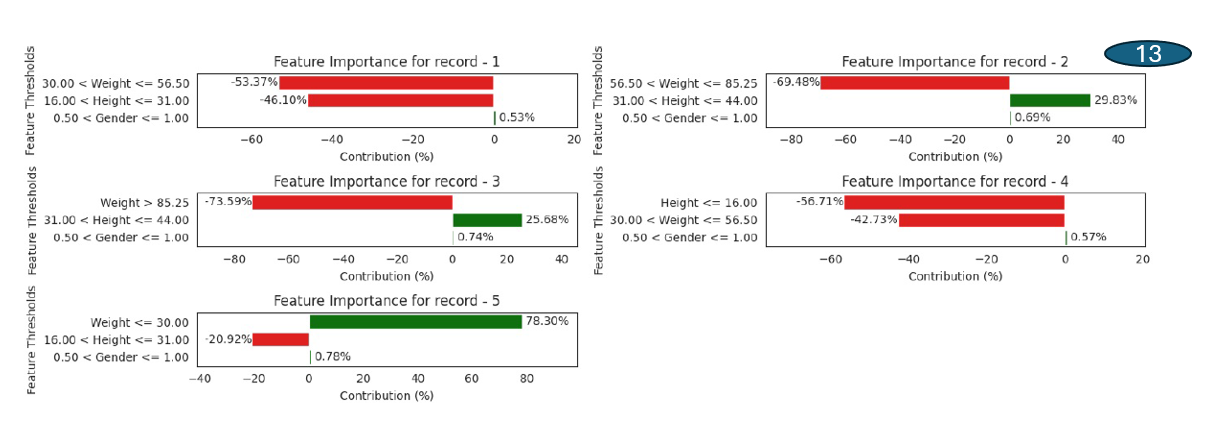 13
Feature Importance for record - 1
Feature Thresholds
30.00 < Weight <= 56.50
-53.37%
16.00 < Height <= 31.00
-46.10%
0.50 < Gender <= 1.00
0.53%
-60 -40 -20 0 20
Contribution (%)
Feature Importance for record - 2
Feature Thresholds
56.50 < Weight <= 85.25
-69.48%
31.00 < Height <= 44.00
29.83%
0.50 < Gender <= 1.00
0.69%
-80 -60 -40 -20 0 20 40
Contribution (%)
Feature Importance for record - 3
Feature Thresholds
Weight > 85.25
-73.59%
31.00 < Height <= 44.00
25.68%
0.50 < Gender <= 1.00
0.74%
-80 -60 -40 -20 0 20 40
Contribution (%)
Feature Importance for record - 4
Feature Thresholds
Height <= 16.00
-56.71%
30.00 < Weight <= 56.50
-42.73%
0.50 < Gender <= 1.00
0.57%
-60 -40 -20 0 20
Contribution (%)
Feature Importance for record - 5
Feature Thresholds
Weight <= 30.00
78.30%
16.00 < Height <= 31.00
-20.92%
0.50 < Gender <= 1.00
0.78%
-40 -20 0 20 40 60 80
Contribution (%)